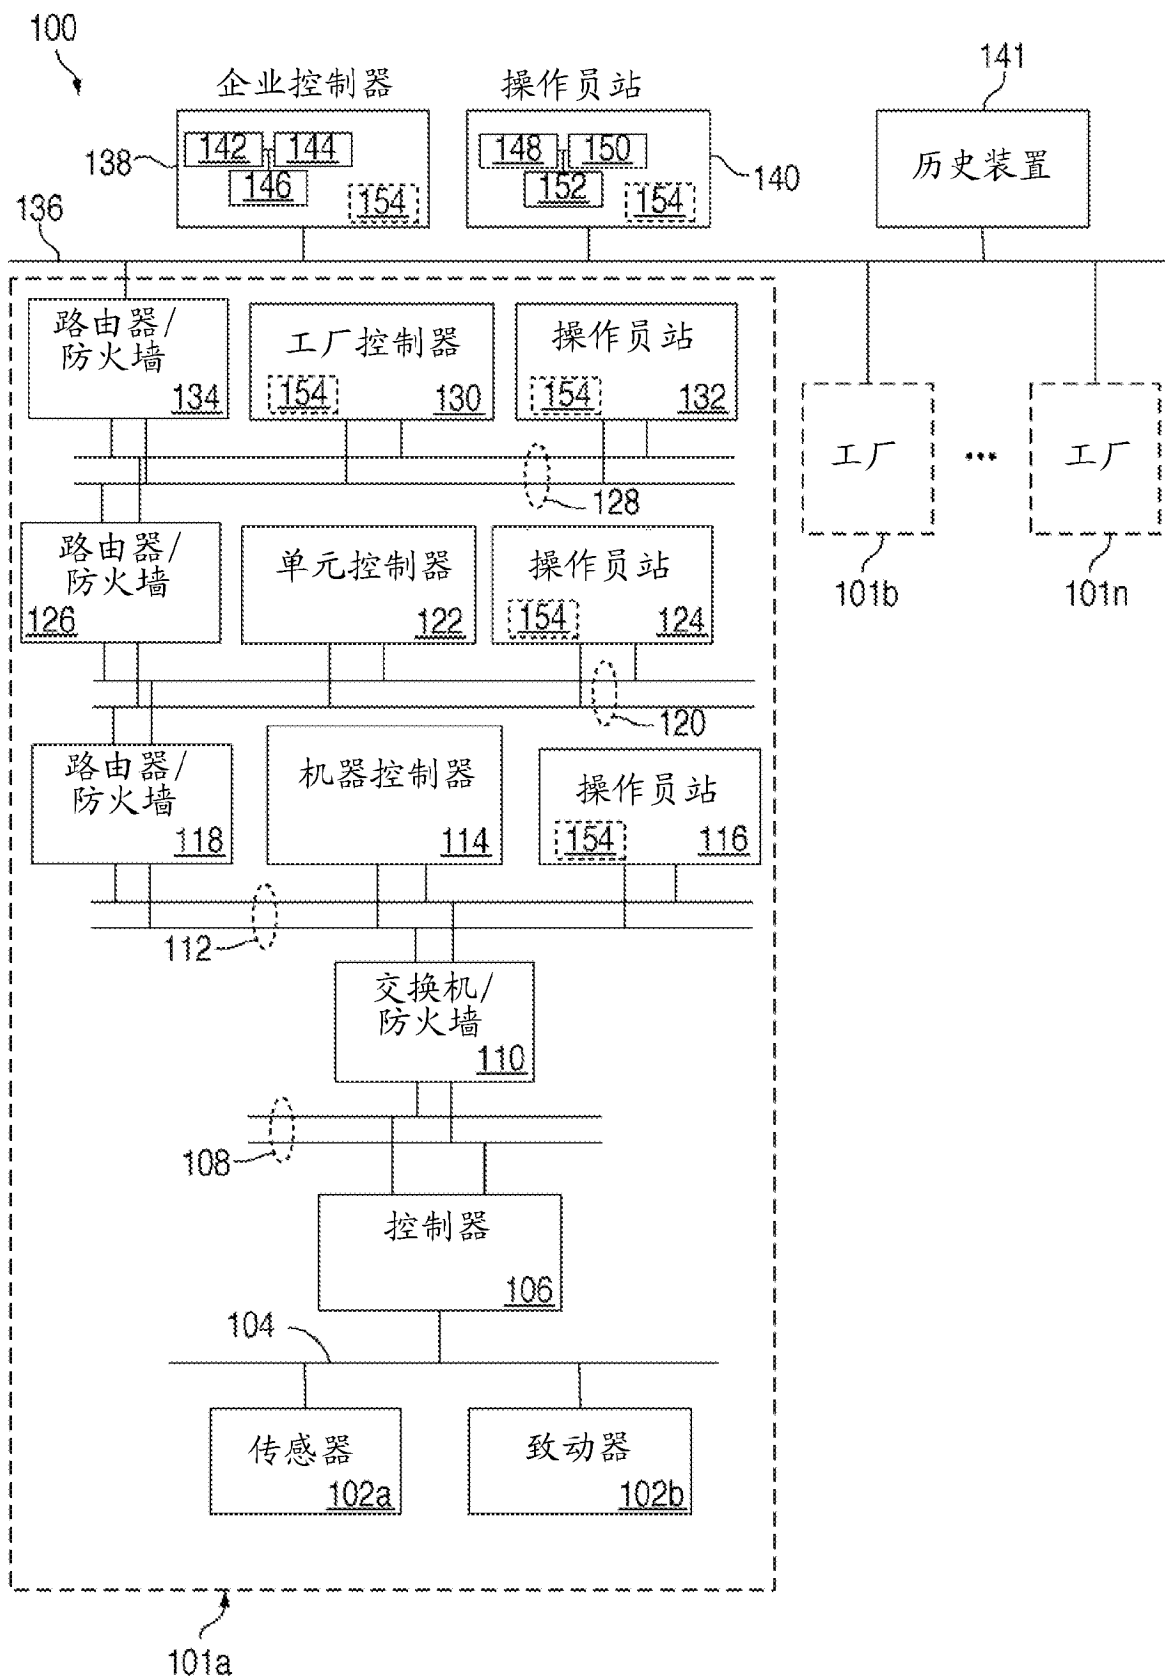 100
企业控制器
操作员站
141
138
142
144
146
154
148
150
152
154
140
历史装置
136
路由器/
防火墙
134
工厂控制器
154
130
操作员站
154
132
工厂
...
工厂
128
101b
101n
路由器/
防火墙
126
单元控制器
122
操作员站
154
124
120
路由器/
防火墙
118
机器控制器
114
操作员站
154
116
112
交换机/
防火墙
110
108
控制器
106
104
传感器
102a
致动器
102b
101a